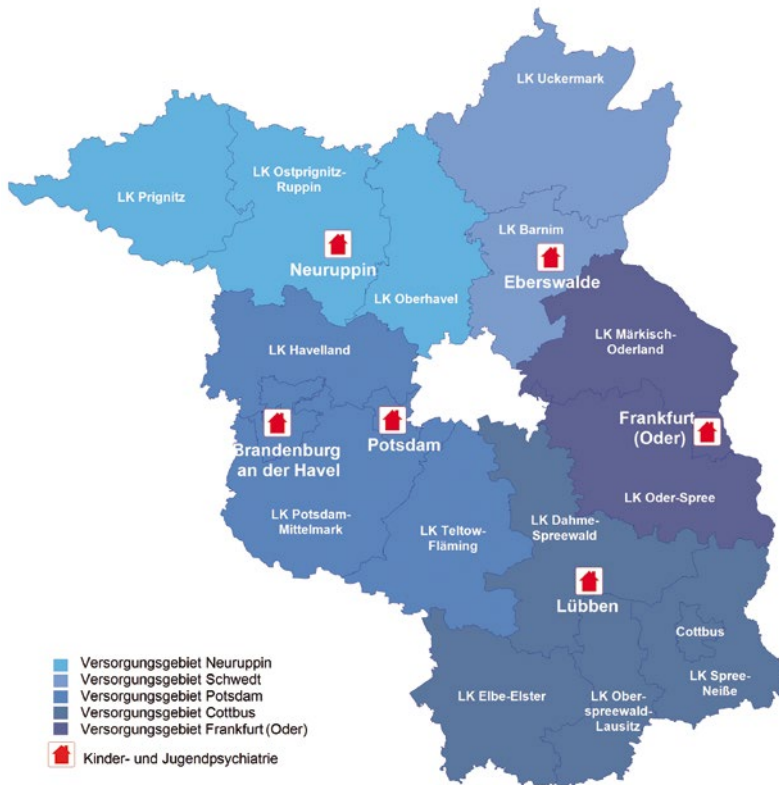 LK Uckermark
LK Ostprignitz-
Ruppin
LK Prignitz
LK Barnim
Neuruppin
Eberswalde
LK Oberhavel
LK Märkisch-
Oderland
LK Havelland
Frankfurt
(Oder)
Brandenburg
an der Havel
Potsdam
LK Oder-Spree
LK Potsdam-
Mittelmark
LK Teltow-
Fläming
LK Dahme-
Spreewald
Lübben
Cottbus
LK Spree-
Neiße
LK Elbe-Elster
LK Ober-
spreewald-
Lausitz
Versorgungsgebiet Neuruppin
Versorgungsgebiet Schwedt
Versorgungsgebiet Potsdam
Versorgungsgebiet Cottbus
Versorgungsgebiet Frankfurt (Oder)
Kinder- und Jugendpsychiatrie